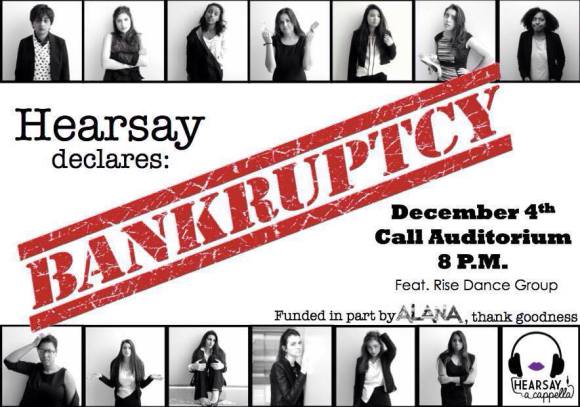 Hearsay
declares:
BANKRUPTCY
December 4th
Call Auditorium
8 P.M.
Feat. Rise Dance Group
Funded in part by ALANA, thank goodness
HEARSAY
a cappella